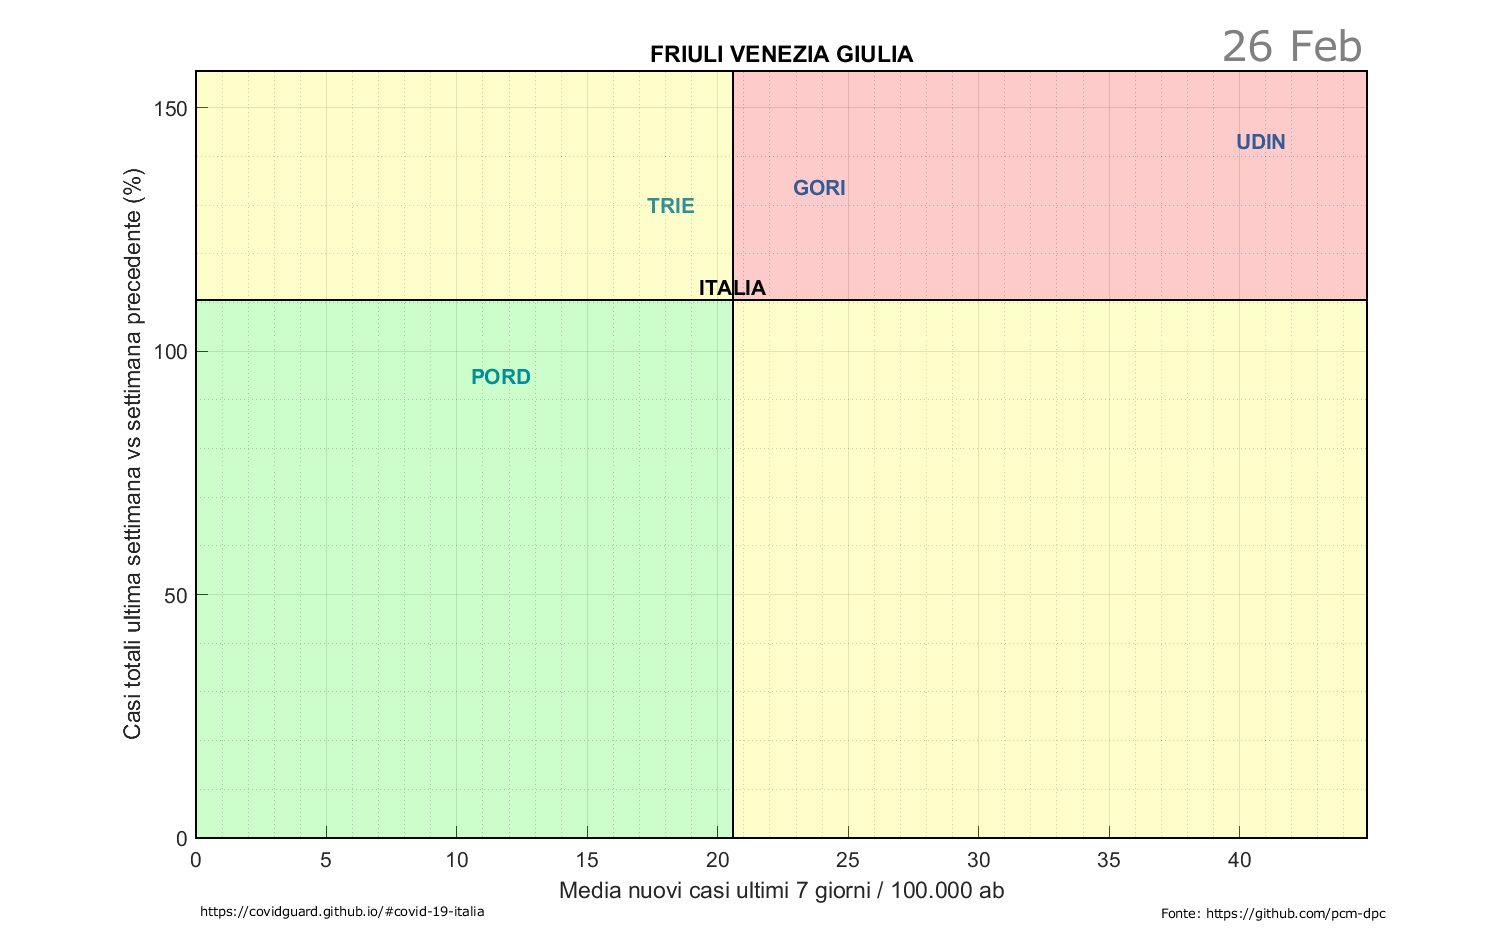 FRIULI VENEZIA GIULIA
26 Feb
Casi totali ultima settimana vs settimana precedente (%)
150
100
50
0
UDIN
GORI
TRIE
ITALIA
PORD
0 5 10 15 20 25 30 35 40
Media nuovi casi ultimi 7 giorni / 100.000 ab
https://covidguard.github.io/#covid-19-italia
Fonte: https://github.com/pcm-dpc